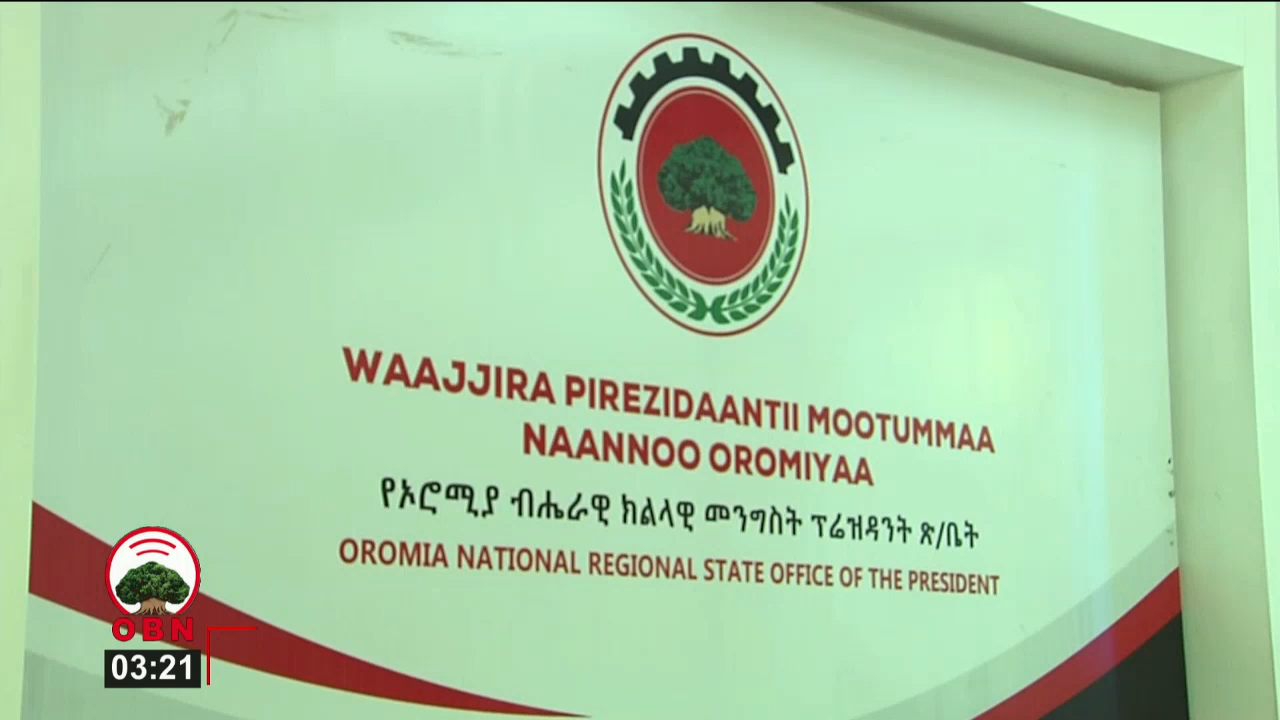 WAAJJIRA PIREZIDAANTII MOOTUMMAA
NAANNOO OROMIYAA
የኦሮሚያ ብሔራዊ ክልላዊ መንግስት ፕሬዝዳንት ጽ/ቤት
OROMIA NATIONAL REGIONAL STATE OFFICE OF THE PRESIDENT
OBN
03:21